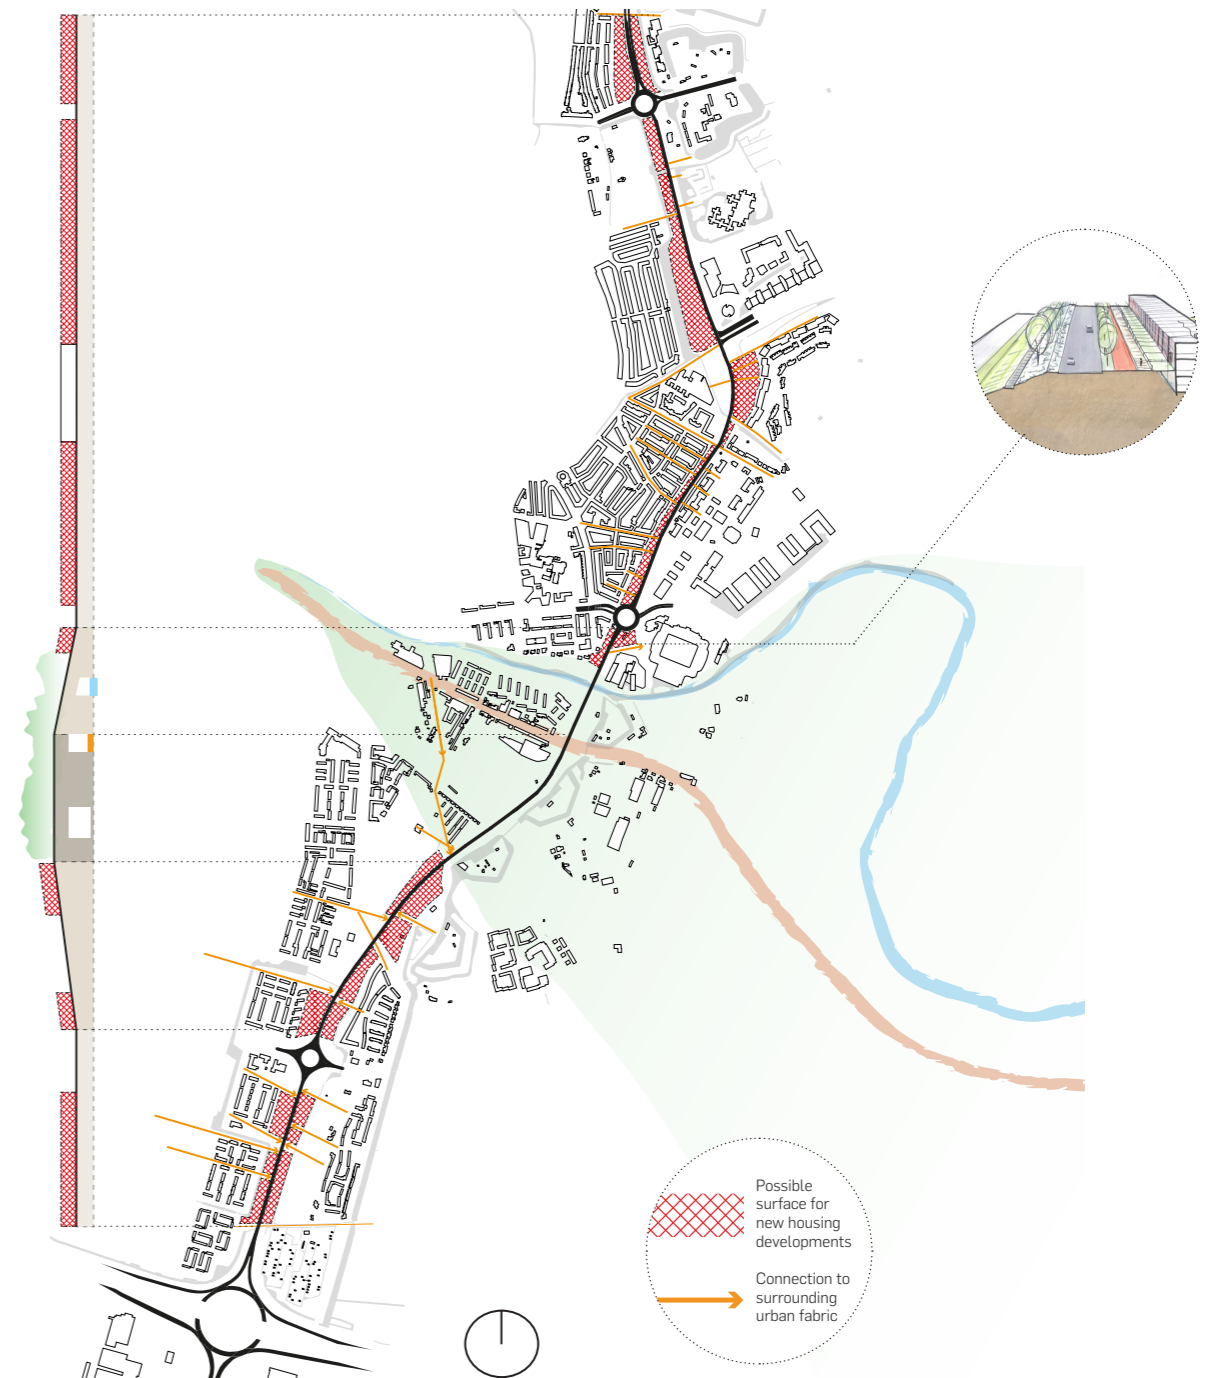 Possible
surface for
new housing
developments
Connection to
surrounding
urban fabric